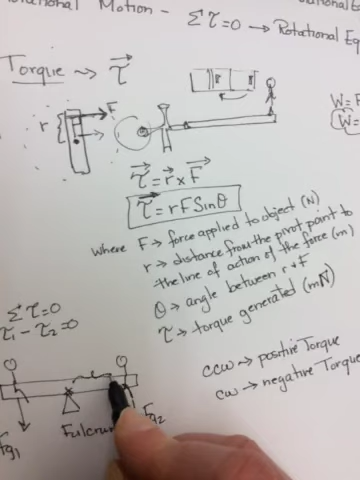 Motion -
Στ=0 → Rotational Eq
Torque ~> τ
r
F
W=F
W=
τ = r x F
τ = rFSinθ
where F → force applied to object (N)
r → distance from the pivot point to
the line of action of the force (m)
θ → angle between r & F
τ → torque generated (mN)
Στ=0
τ1 - τ2 = 0
ccw → positive Torque
cw → negative Torque
Fg1
Fulcrum
Fg2